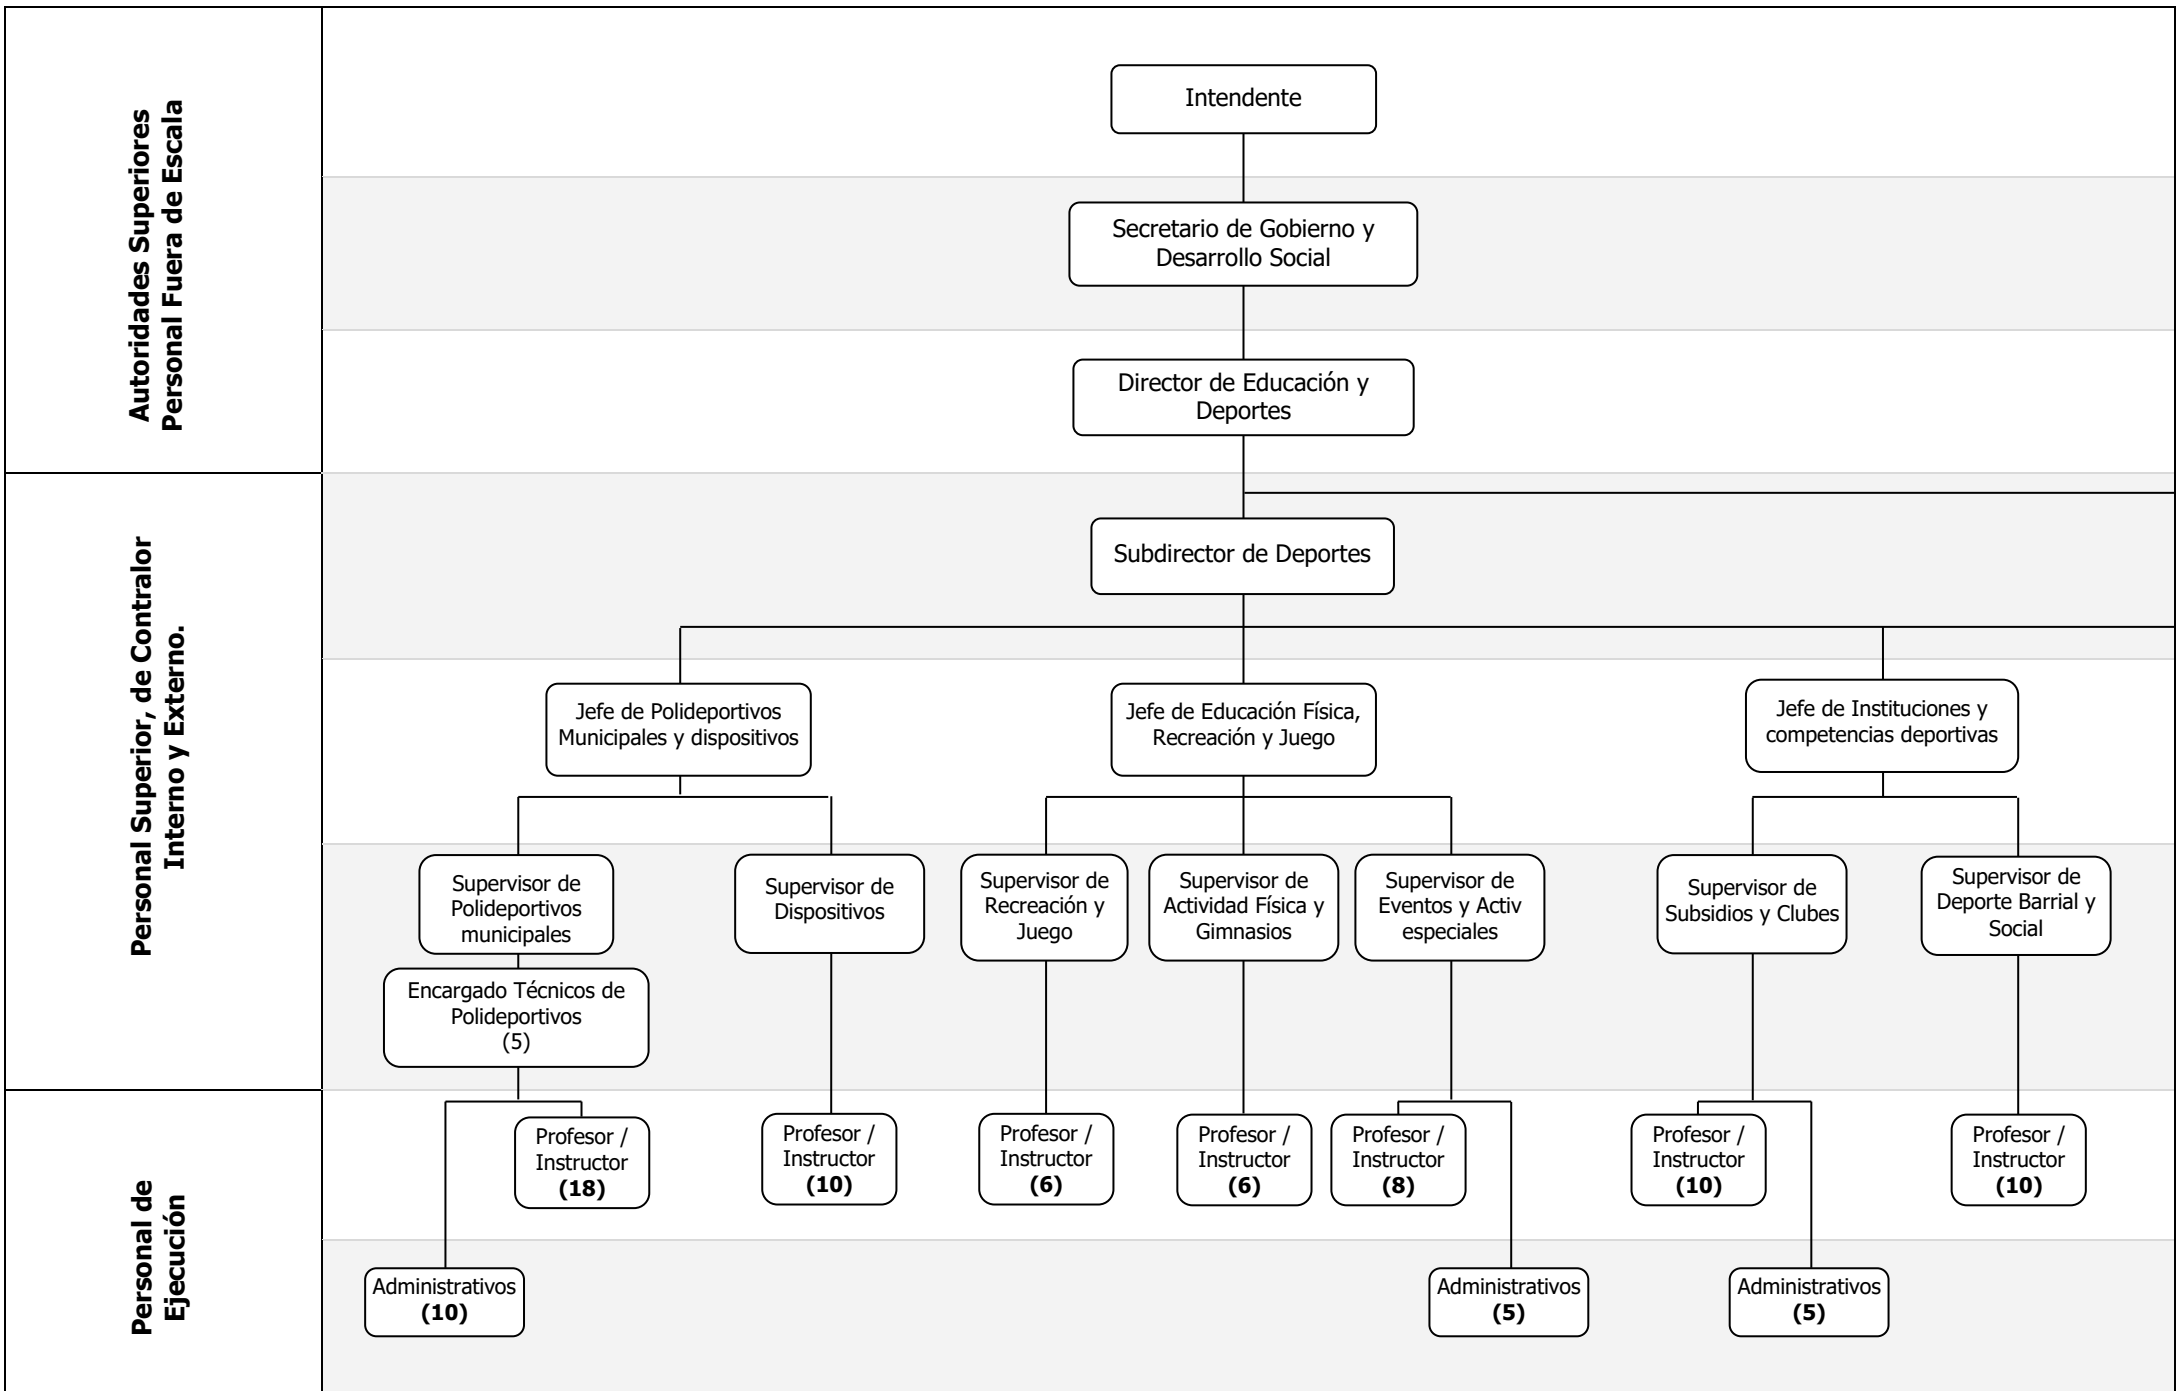 Autoridades Superiores
Personal Fuera de Escala
Intendente
Secretario de Gobierno y
Desarrollo Social
Director de Educación y
Deportes
Personal Superior, de Contralor
Interno y Externo.
Subdirector de Deportes
Jefe de Polideportivos
Municipales y dispositivos
Jefe de Educación Física,
Recreación y Juego
Jefe de Instituciones y
competencias deportivas
Supervisor de
Polideportivos
municipales
Supervisor de
Dispositivos
Supervisor de
Recreación y
Juego
Supervisor de
Actividad Física y
Gimnasios
Supervisor de
Eventos y Activ
especiales
Supervisor de
Subsidios y Clubes
Supervisor de
Deporte Barrial y
Social
Encargado Técnicos de
Polideportivos
(5)
Personal de
Ejecución
Profesor /
Instructor
(18)
Profesor /
Instructor
(10)
Profesor /
Instructor
(6)
Profesor /
Instructor
(6)
Profesor /
Instructor
(8)
Profesor /
Instructor
(10)
Profesor /
Instructor
(10)
Administrativos
(10)
Administrativos
(5)
Administrativos
(5)